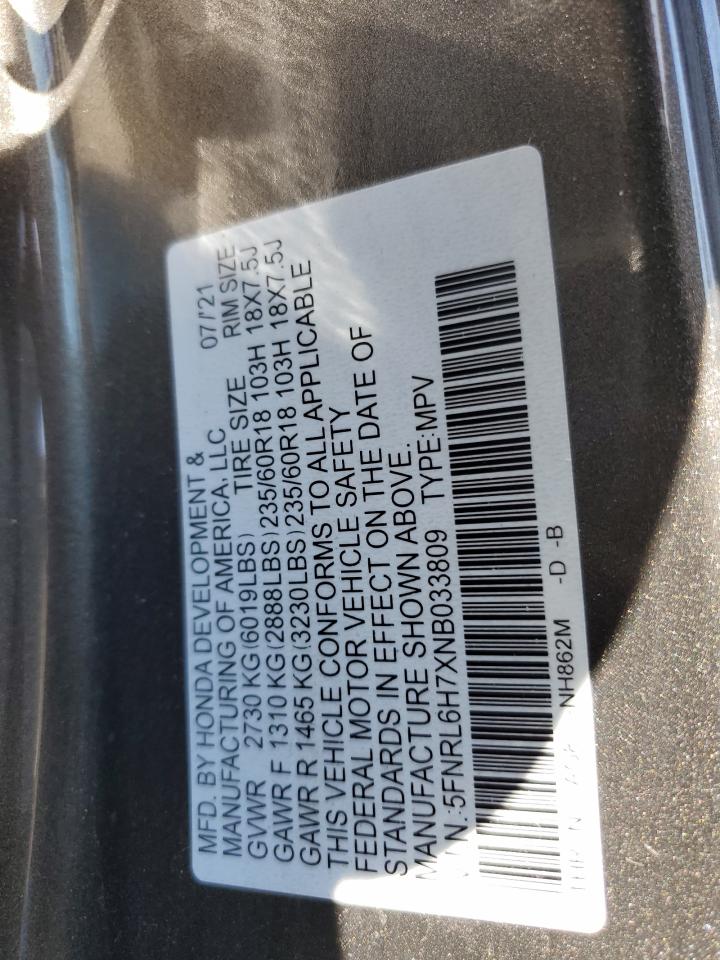 MFD. BY HONDA DEVELOPMENT & 07/'21
MANUFACTURING OF AMERICA, LLC
GVWR 2730 KG(6019LBS) TIRE SIZE RIM SIZE
GAWR F 1310 KG(2888LBS)235/60R18 103H 18X7.5J
GAWR R 1465 KG(3230LBS)235/60R18 103H 18X7.5J
THIS VEHICLE CONFORMS TO ALL APPLICABLE
FEDERAL MOTOR VEHICLE SAFETY
STANDARDS IN EFFECT ON THE DATE OF
MANUFACTURE SHOWN ABOVE.
V.I.N.:5FNRL6H7XNB033809 TYPE:MPV
NH862M -D -B